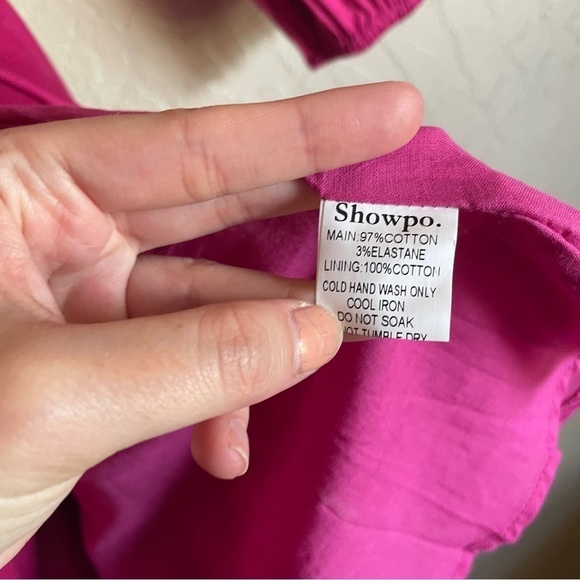 Showpo.
MAIN:97%COTTON
3%ELASTANE
LINING:100%COTTON
COLD HAND WASH ONLY
COOL IRON
DO NOT SOAK
NOT TUMBLE DRY